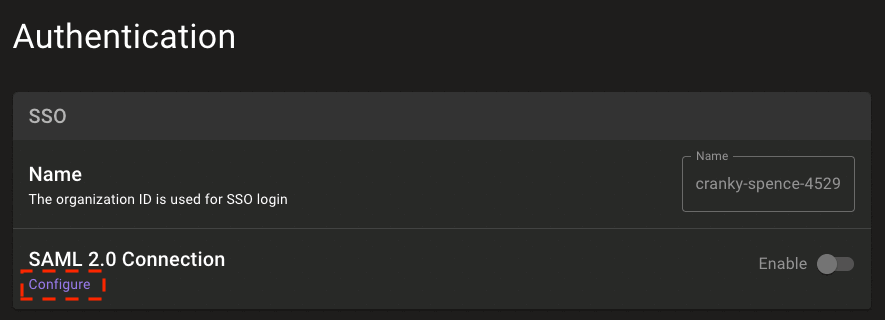 Authentication
SSO
Name
The organization ID is used for SSO login
Name
cranky-spence-4529
SAML 2.0 Connection
Configure
Enable